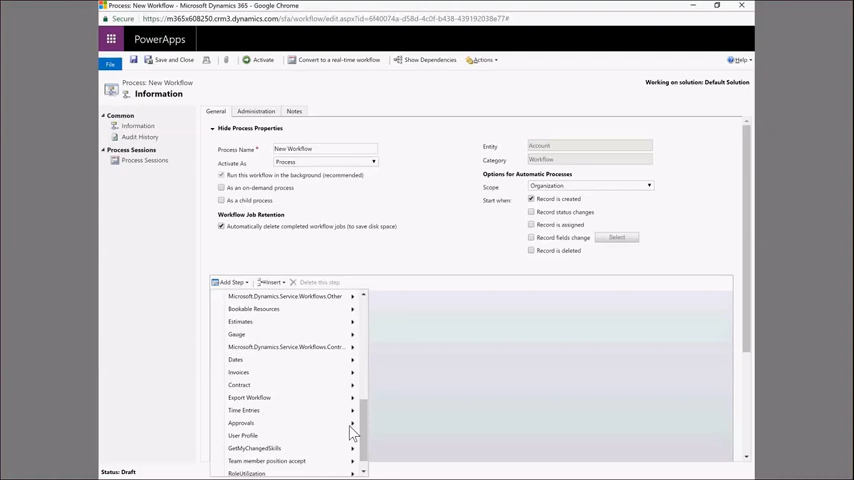 Process: New Workflow - Microsoft Dynamics 365 - Google Chrome
Secure https://m365x608250.crm3.dynamics.com/sfa/workflow/edit.aspx?id=6f40074a-d58d-4c0f-b438-491192038e77#
PowerApps
File Save and Close Activate Convert to a real-time workflow Show Dependencies Actions Help
Process: New Workflow
Information
Working on solution: Default Solution
Common
Information
Audit History
Process Sessions
Process Sessions
General Administration Notes
Hide Process Properties
Process Name * New Workflow
Activate As Process
Run this workflow in the background (recommended)
As an on-demand process
As a child process
Workflow Job Retention
Automatically delete completed workflow jobs (to save disk space)
Entity Account
Category Workflow
Options for Automatic Processes
Scope Organization
Start when: Record is created
Record status changes
Record is assigned
Record fields change Select
Record is deleted
Add Step Insert Delete this step
Microsoft.Dynamics.Service.Workflows.Other
Bookable Resources
Estimates
Gauge
Microsoft.Dynamics.Service.Workflows.Contr...
Dates
Invoices
Contract
Export Workflow
Time Entries
Approvals
User Profile
GetMyChangedSkills
Team member position accept
RoleUtilization
Status: Draft